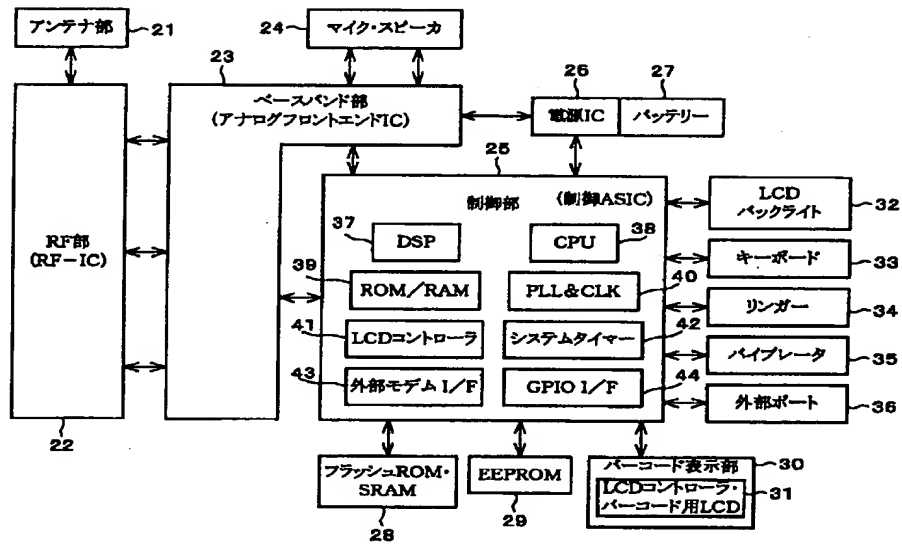 アンテナ部
21
24
マイク・スピーカ
23
ベースバンド部
(アナログフロントエンドIC)
26
27
電源IC
バッテリー
25
制御部
(制御ASIC)
RF部
(RF-IC)
22
37
DSP
CPU
38
39
ROM/RAM
PLL&CLK
40
41
LCDコントローラ
システムタイマー
42
43
外部モデム I/F
GPIO I/F
44
LCD
バックライト
32
キーボード
33
リンガー
34
バイブレータ
35
外部ポート
36
フラッシュROM・
SRAM
28
EEPROM
29
バーコード表示部
30
LCDコントローラ・
バーコード用LCD
31